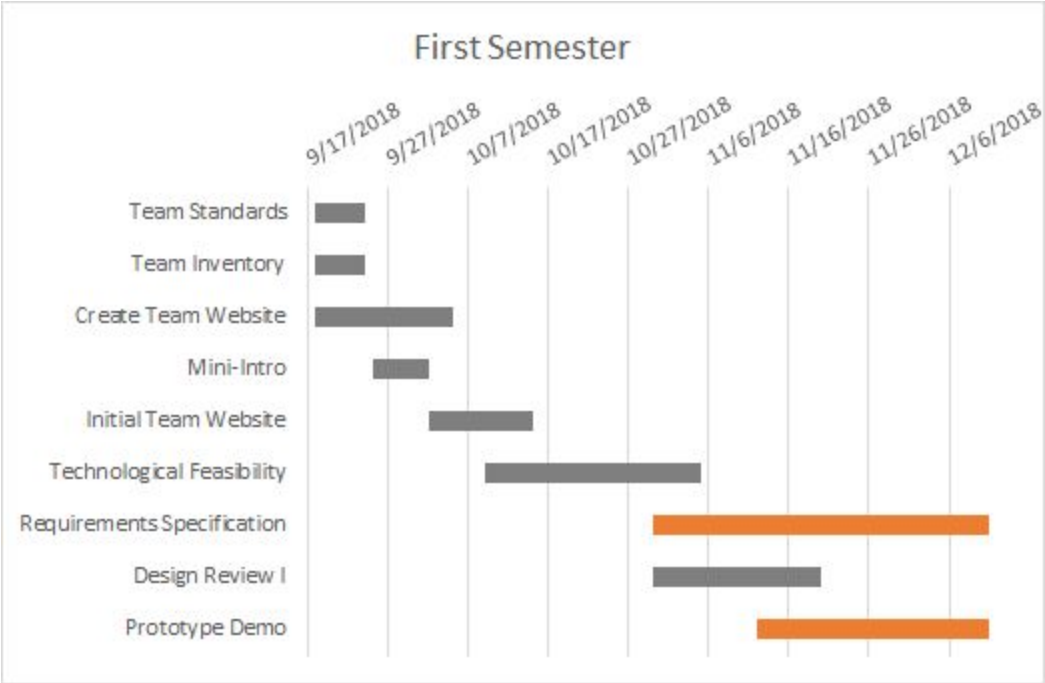 First Semester
9/17/2018
9/27/2018
10/7/2018
10/17/2018
10/27/2018
11/6/2018
11/16/2018
11/26/2018
12/6/2018
Team Standards
Team Inventory
Create Team Website
Mini-Intro
Initial Team Website
Technological Feasibility
Requirements Specification
Design Review I
Prototype Demo